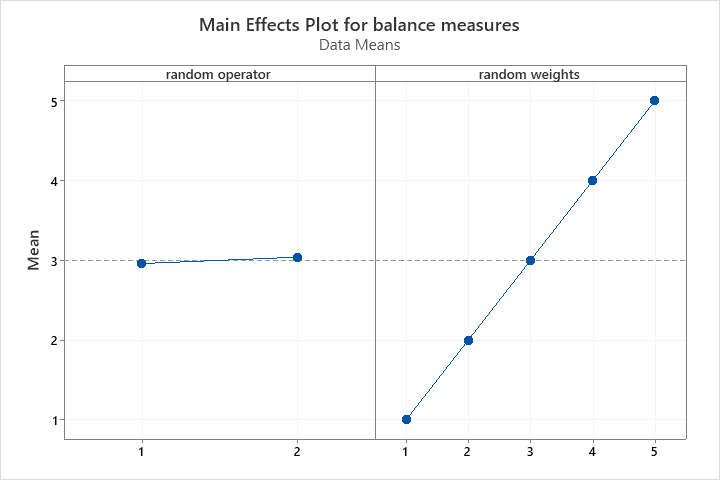 Main Effects Plot for balance measures
Data Means
random operator
random weights
Mean
5
4
3
2
1
1 2
1 2 3 4 5